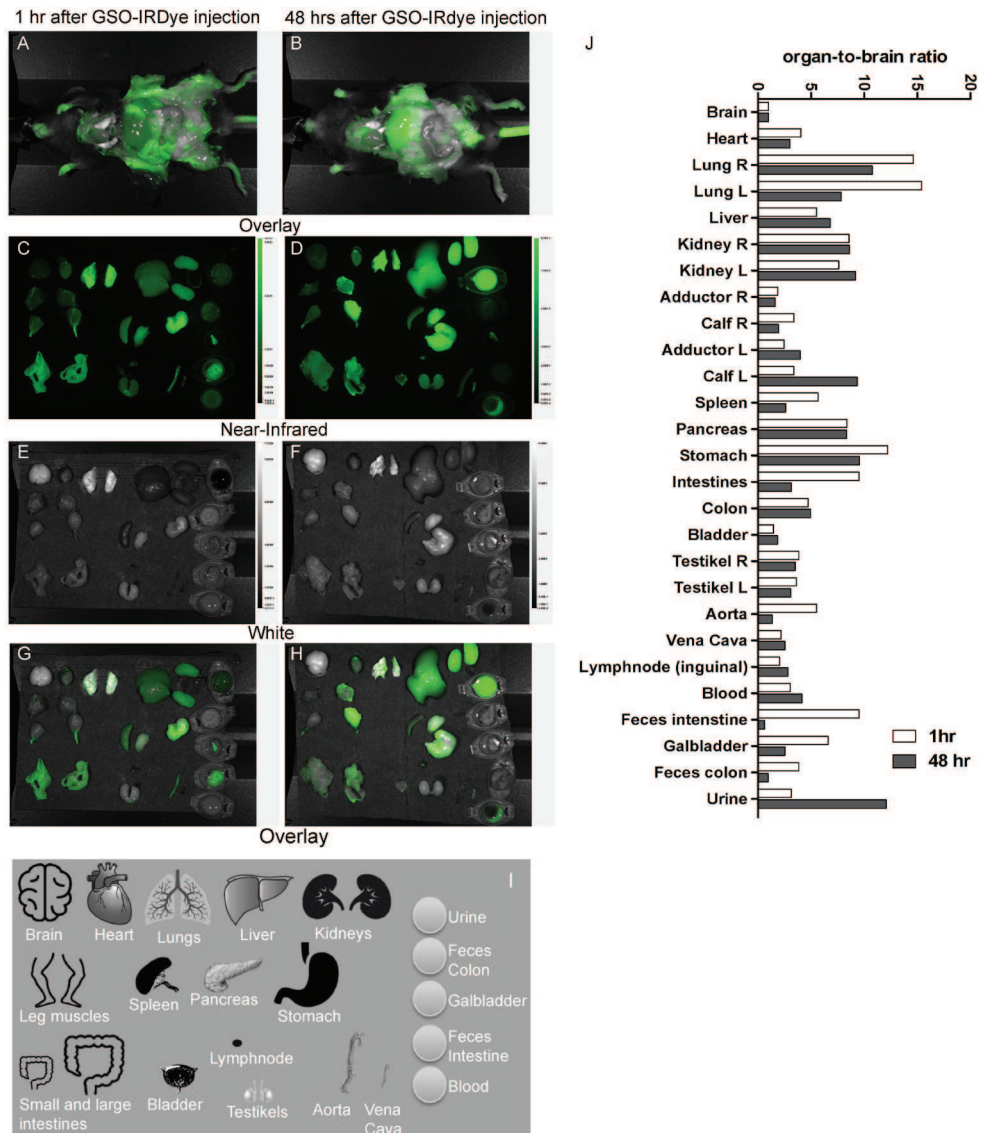 1 hr after GSO-IRDye injection
48 hrs after GSO-IRdye injection
A
B
Overlay
C
D
Near-Infrared
E
F
White
G
H
Overlay
I
Brain
Heart
Lungs
Liver
Kidneys
Urine
Feces
Colon
Leg muscles
Spleen
Pancreas
Stomach
Galbladder
Lymphnode
Feces
Intestine
Small and large
intestines
Bladder
Testikels
Aorta
Vena
Cava
Blood
J
organ-to-brain ratio
0
5
10
15
20
Brain
Heart
Lung R
Lung L
Liver
Kidney R
Kidney L
Adductor R
Calf R
Adductor L
Calf L
Spleen
Pancreas
Stomach
Intestines
Colon
Bladder
Testikel R
Testikel L
Aorta
Vena Cava
Lymphnode (inguinal)
Blood
Feces intenstine
Galbladder
Feces colon
Urine
1hr
48 hr